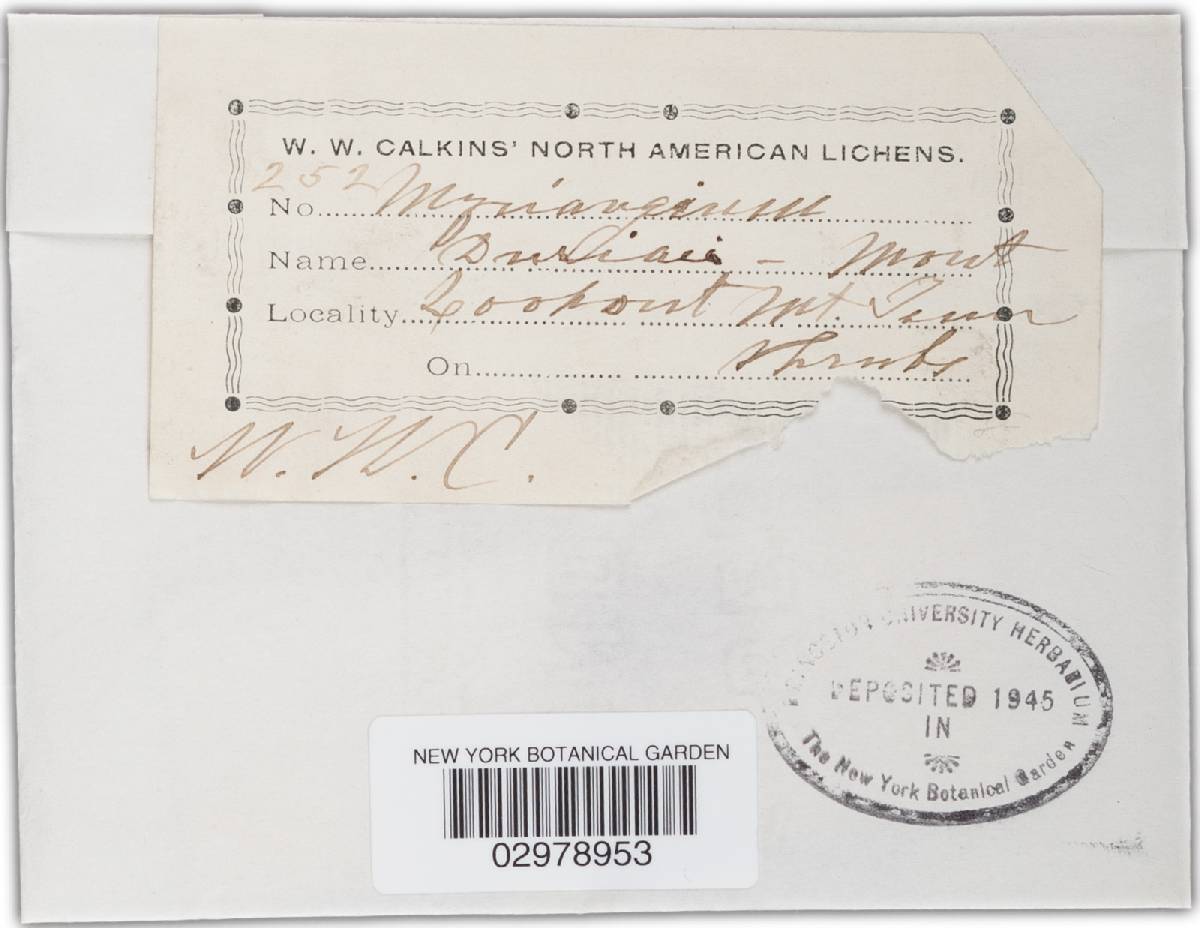 W. W. CALKINS' NORTH AMERICAN LICHENS.
252
No. Myriangium
Name Duriaei - Mont
Locality Lookout Mt. Tenn
On shrubs
W. W. C.
PRINCETON UNIVERSITY HERBARIUM
DEPOSITED 1945
IN
The New York Botanical Garden
NEW YORK BOTANICAL GARDEN
02978953